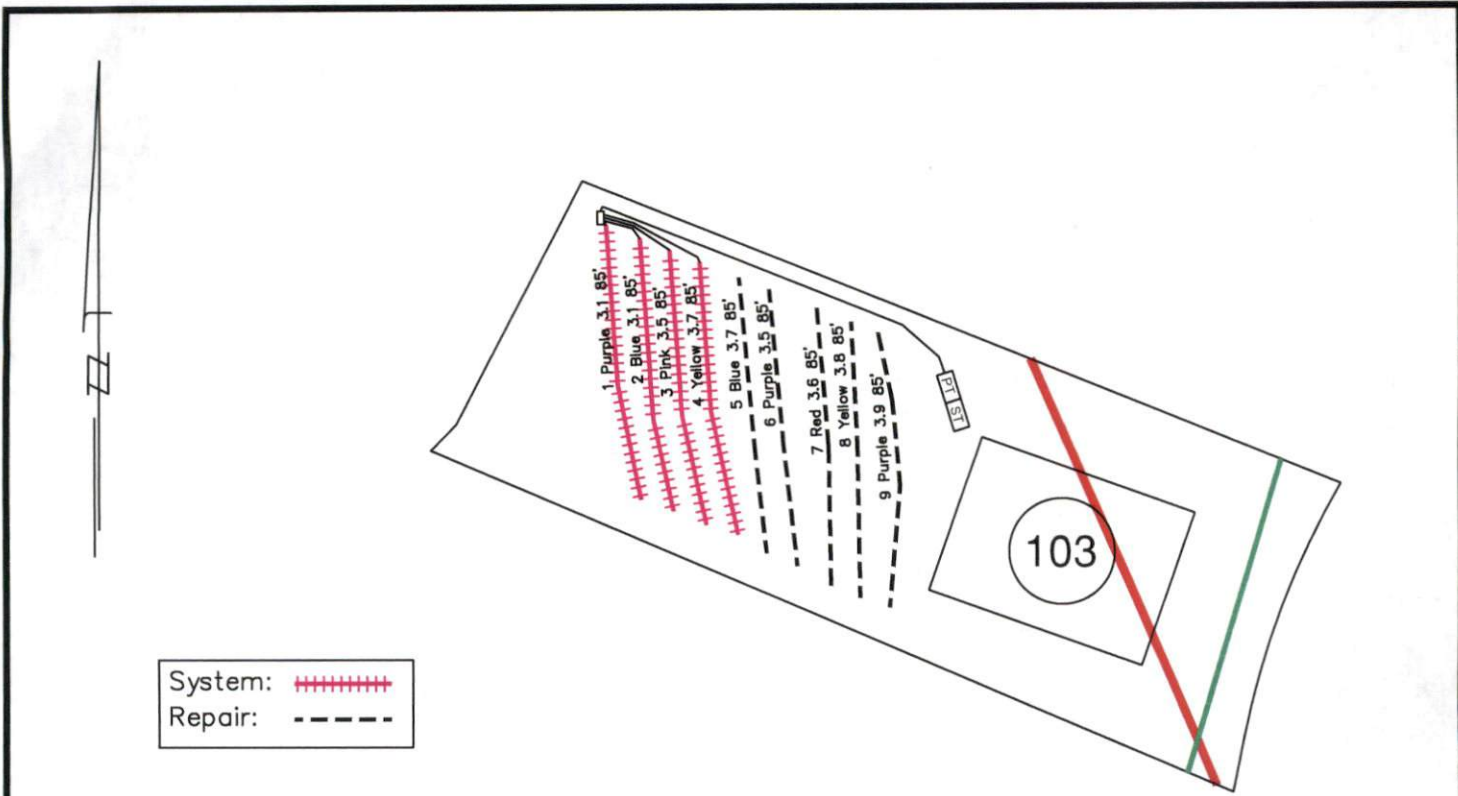 N
1 Purple 3.1 85'
2 Blue 3.1 85'
3 Pink 3.5 85'
4 Yellow 3.7 85'
5 Blue 3.7 85'
6 Purple 3.5 85'
7 Red 3.6 85'
8 Yellow 3.8 85'
9 Purple 3.9 85'
PT ST
103
System:
Repair: